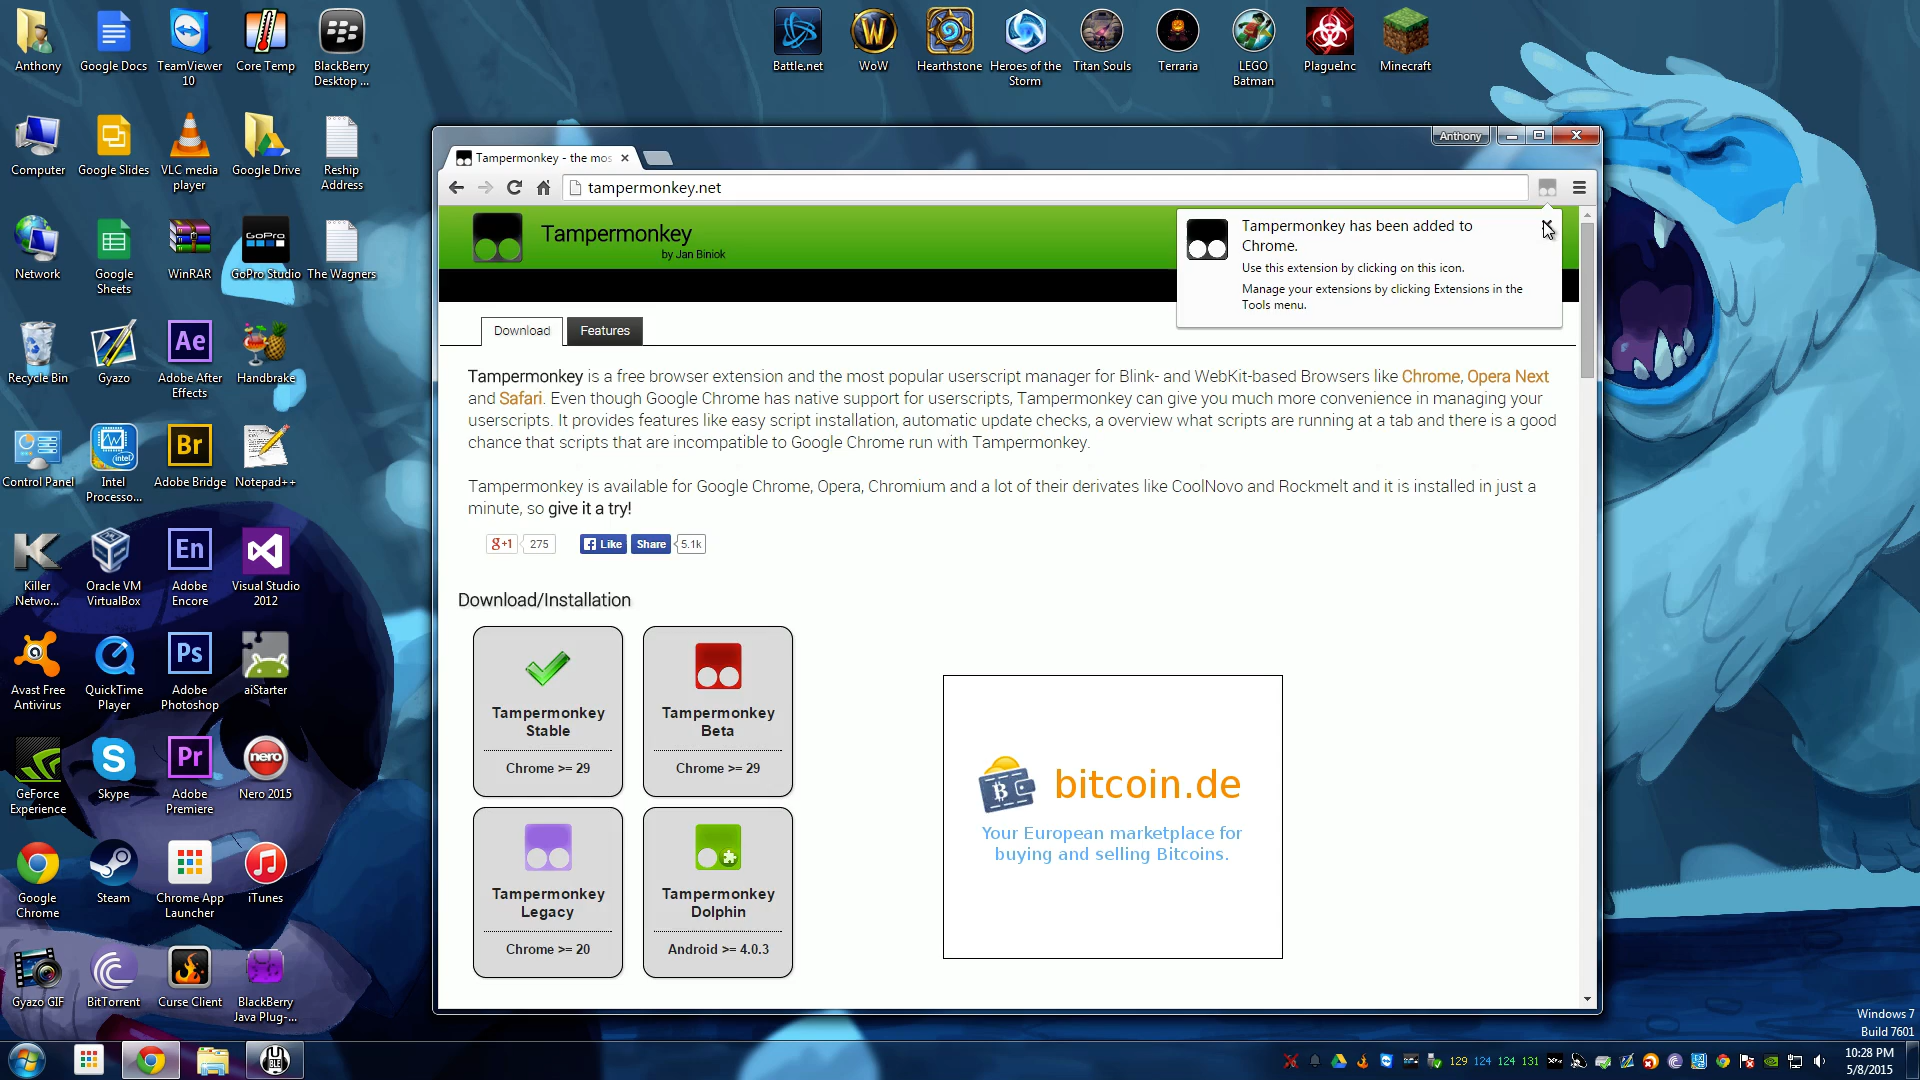 Anthony
Google Docs
TeamViewer
10
Core Temp
BlackBerry
Desktop ...
Battle.net
WoW
Hearthstone
Heroes of the
Storm
Titan Souls
Terraria
LEGO
Batman
PlagueInc
Minecraft
Computer
Google Slides
VLC media
player
Google Drive
Reship
Address
Network
Google
Sheets
WinRAR
GoPro
GoPro Studio
The Wagners
Recycle Bin
Gyazo
Ae
Adobe After
Effects
Handbrake
Control Panel
intel
Intel
Processo...
Br
Adobe Bridge
Notepad++
Killer
Netwo...
Oracle VM
VirtualBox
En
Adobe
Encore
Visual Studio
2012
Avast Free
Antivirus
QuickTime
Player
Ps
Adobe
Photoshop
aiStarter
GeForce
Experience
Skype
Pr
Adobe
Premiere
nero
Nero 2015
Google
Chrome
Steam
Chrome App
Launcher
iTunes
Gyazo GIF
BitTorrent
Curse Client
BlackBerry
Java Plug-...
Anthony
Tampermonkey - the mos
tampermonkey.net
Tampermonkey
by Jan Biniok
Tampermonkey has been added to
Chrome.
Use this extension by clicking on this icon.
Manage your extensions by clicking Extensions in the
Tools menu.
Download
Features
Tampermonkey is a free browser extension and the most popular userscript manager for Blink- and WebKit-based Browsers like Chrome, Opera Next
and Safari. Even though Google Chrome has native support for userscripts, Tampermonkey can give you much more convenience in managing your
userscripts. It provides features like easy script installation, automatic update checks, a overview what scripts are running at a tab and there is a good
chance that scripts that are incompatible to Google Chrome run with Tampermonkey.
Tampermonkey is available for Google Chrome, Opera, Chromium and a lot of their derivates like CoolNovo and Rockmelt and it is installed in just a
minute, so give it a try!
g+1
275
Like
Share
5.1k
Download/Installation
Tampermonkey
Stable
Chrome >= 29
Tampermonkey
Beta
Chrome >= 29
Tampermonkey
Legacy
Chrome >= 20
Tampermonkey
Dolphin
Android >= 4.0.3
bitcoin.de
Your European marketplace for
buying and selling Bitcoins.
Windows 7
Build 7601
129 124 124 131
10:28 PM
5/8/2015